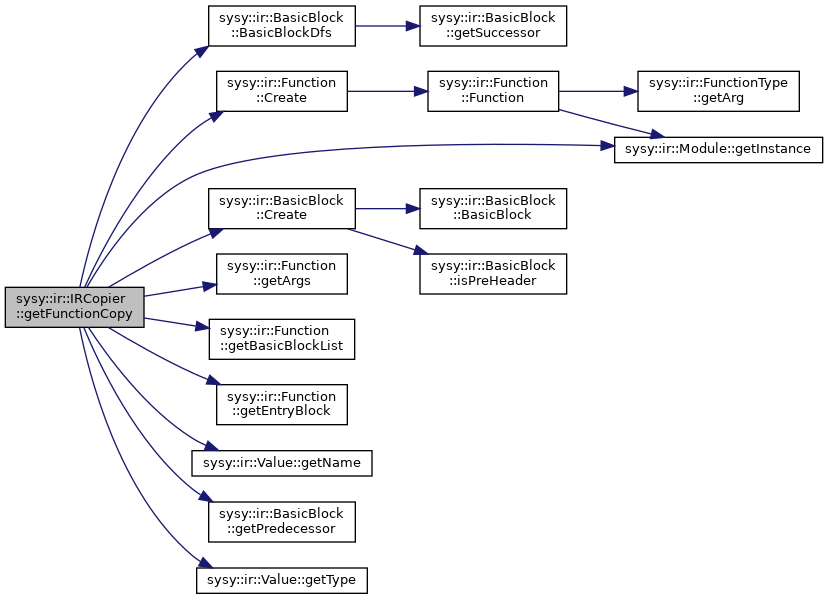 sysy::ir::IRCopier
::getFunctionCopy
sysy::ir::BasicBlock
::BasicBlockDfs
sysy::ir::BasicBlock
::getSuccessor
sysy::ir::Function
::Create
sysy::ir::Function
::Function
sysy::ir::FunctionType
::getArg
sysy::ir::Module::getInstance
sysy::ir::BasicBlock
::Create
sysy::ir::BasicBlock
::BasicBlock
sysy::ir::BasicBlock
::isPreHeader
sysy::ir::Function
::getArgs
sysy::ir::Function
::getBasicBlockList
sysy::ir::Function
::getEntryBlock
sysy::ir::Value::getName
sysy::ir::BasicBlock
::getPredecessor
sysy::ir::Value::getType